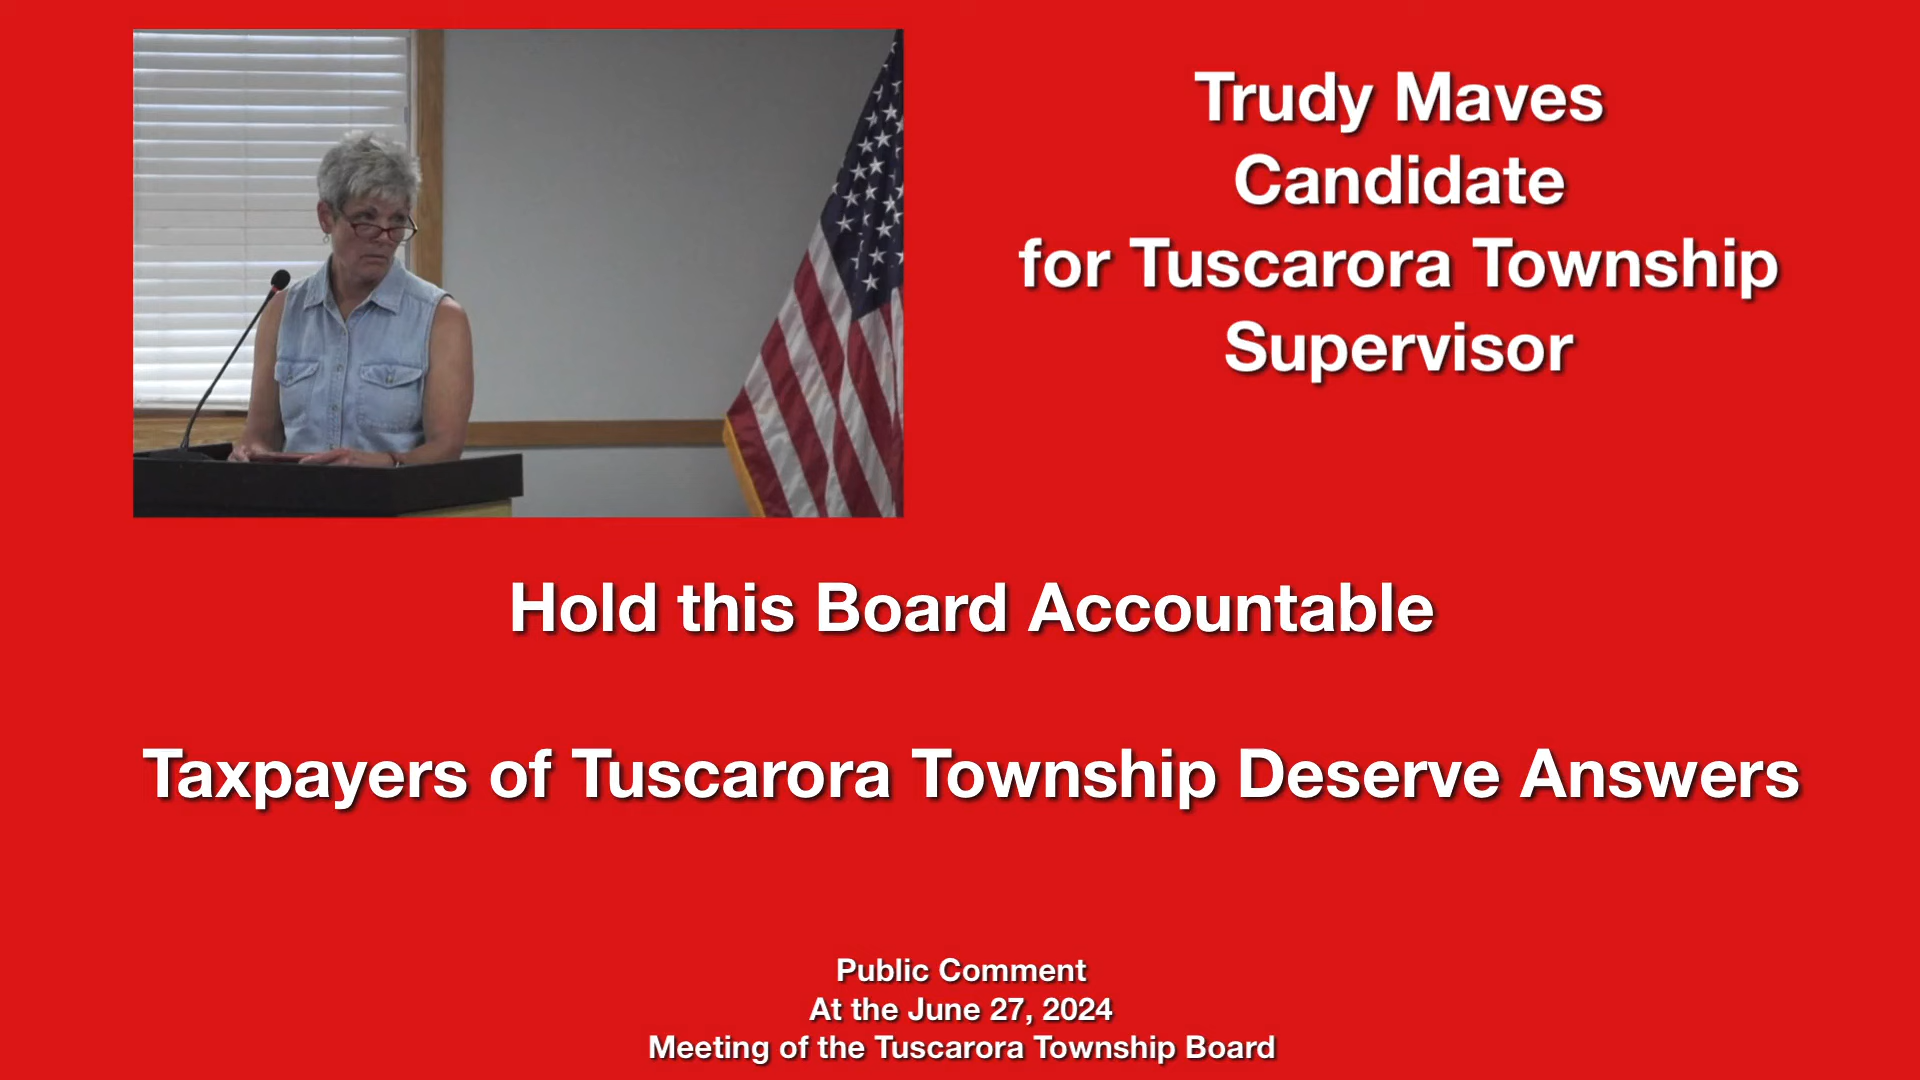 Trudy Maves
Candidate
for Tuscarora Township
Supervisor
Hold this Board Accountable
Taxpayers of Tuscarora Township Deserve Answers
Public Comment
At the June 27, 2024
Meeting of the Tuscarora Township Board